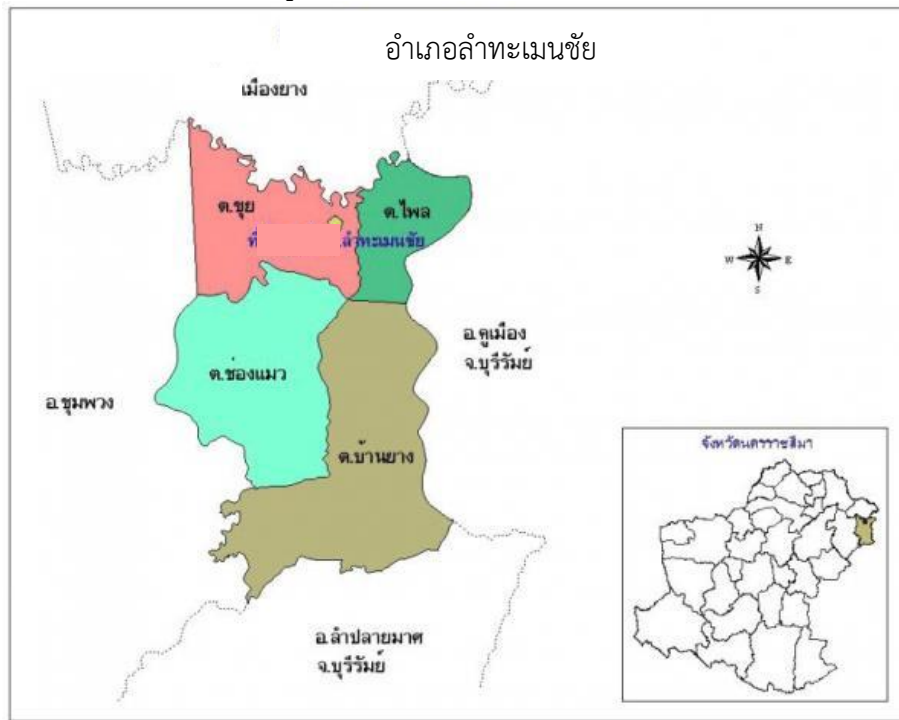 อำเภอลำทะเมนชัย
เมืองยาง
ต.ขุย
ต.ไพล
ที่
ลำทะเมนชัย
N
W E
S
อ.คูเมือง
จ.บุรีรัมย์
ต.ช่องแมว
อ.ชุมพวง
ต.บ้านยาง
จังหวัดนครราชสีมา
อ.ลำปลายมาศ
จ.บุรีรัมย์